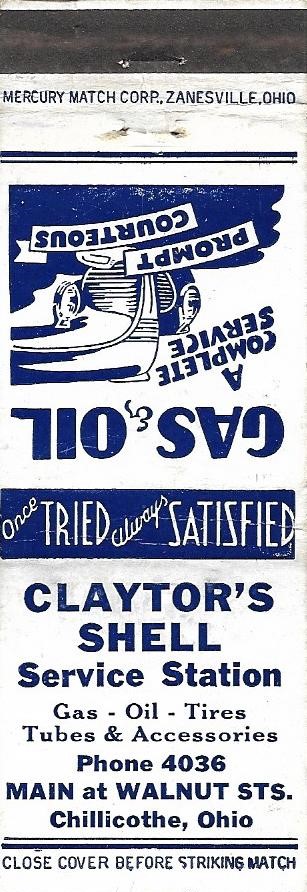 MERCURY MATCH CORP., ZANESVILLE, OHIO
GAS & OIL
A
COMPLETE
SERVICE
PROMPT
COURTEOUS
Once TRIED always SATISFIED
CLAYTOR'S
SHELL
Service Station
Gas - Oil - Tires
Tubes & Accessories
Phone 4036
MAIN at WALNUT STS.
Chillicothe, Ohio
CLOSE COVER BEFORE STRIKING MATCH